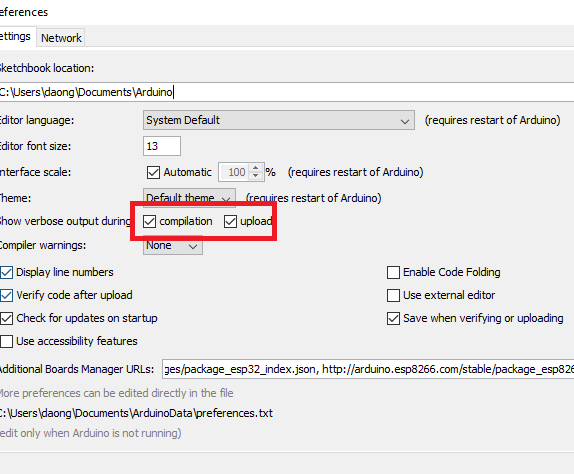 eferences
ettings Network
Sketchbook location:
C:\Users\daong\Documents\Arduino
Editor language: System Default (requires restart of Arduino)
Editor font size: 13
Interface scale: Automatic 100 % (requires restart of Arduino)
Theme: Default theme (requires restart of Arduino)
Show verbose output during: compilation upload
Compiler warnings: None
Display line numbers Enable Code Folding
Verify code after upload Use external editor
Check for updates on startup Save when verifying or uploading
Use accessibility features
Additional Boards Manager URLs: ges/package_esp32_index.json, http://arduino.esp8266.com/stable/package_esp826
More preferences can be edited directly in the file
C:\Users\daong\Documents\ArduinoData\preferences.txt
edit only when Arduino is not running)